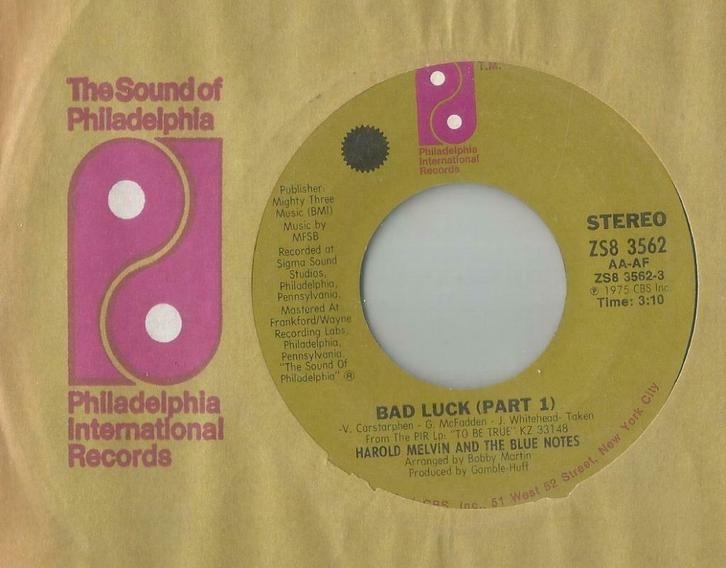 The Sound of
Philadelphia
Philadelphia
International
Records
T.M.
Philadelphia
International
Records
Publisher:
Mighty Three
Music (BMI)
Music by
MFSB
Recorded at
Sigma Sound
Studios,
Philadelphia,
Pennsylvania.
Mastered At
Frankford/Wayne
Recording Labs,
Philadelphia,
Pennsylvania.
"The Sound Of
Philadelphia" ®
STEREO
ZS8 3562
AA-AF
ZS8 3562-3
℗ 1975 CBS Inc.
Time: 3:10
BAD LUCK (PART 1)
-V. Carstarphen - G. McFadden - J. Whitehead- Taken
From The PIR Lp: "TO BE TRUE" KZ 33148
HAROLD MELVIN AND THE BLUE NOTES
Arranged by Bobby Martin
Produced by Gamble-Huff
CBS, Inc., 51 West 52 Street, New York City